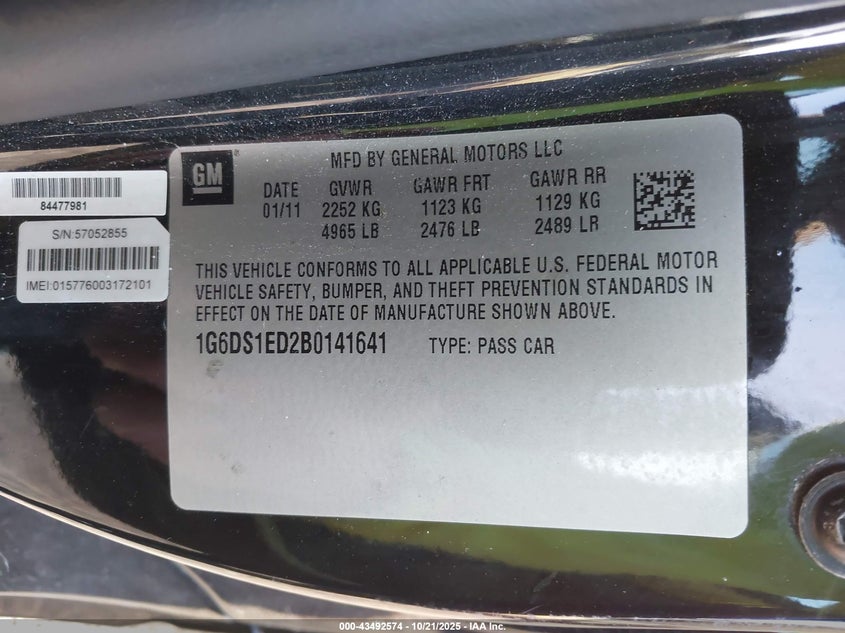 84477981
S/N:57052855
IMEI:015776003172101
GM®
MFD BY GENERAL MOTORS LLC
DATE GVWR GAWR FRT GAWR RR
01/11 2252 KG 1123 KG 1129 KG
4965 LB 2476 LB 2489 LR
THIS VEHICLE CONFORMS TO ALL APPLICABLE U.S. FEDERAL MOTOR
VEHICLE SAFETY, BUMPER, AND THEFT PREVENTION STANDARDS IN
EFFECT ON THE DATE OF MANUFACTURE SHOWN ABOVE.
1G6DS1ED2B0141641 TYPE: PASS CAR
000-43492574 - 10/21/2025 - IAA Inc.